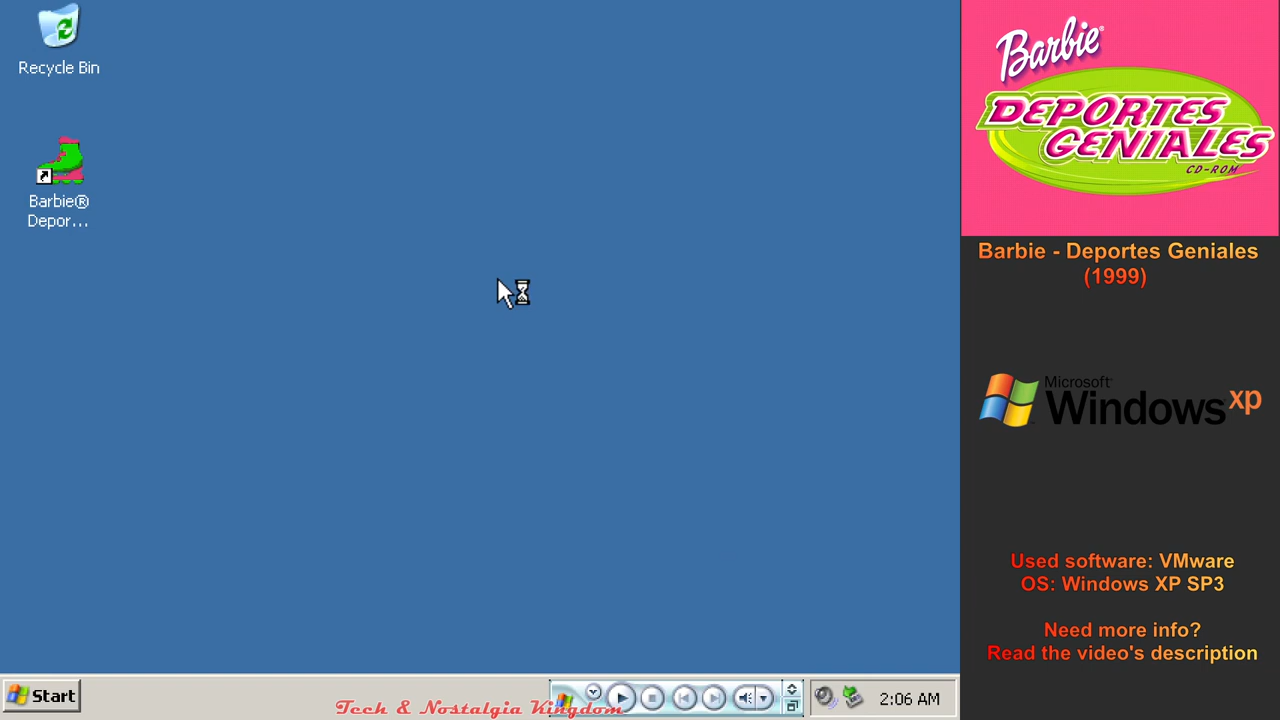 Recycle Bin
Barbie®
Depor...
Start
Tech & Nostalgia Kingdom
2:06 AM
Barbie
DEPORTES
GENIALES
CD-ROM
Barbie - Deportes Geniales
(1999)
Microsoft
Windows xp
Used software: VMware
OS: Windows XP SP3
Need more info?
Read the video's description